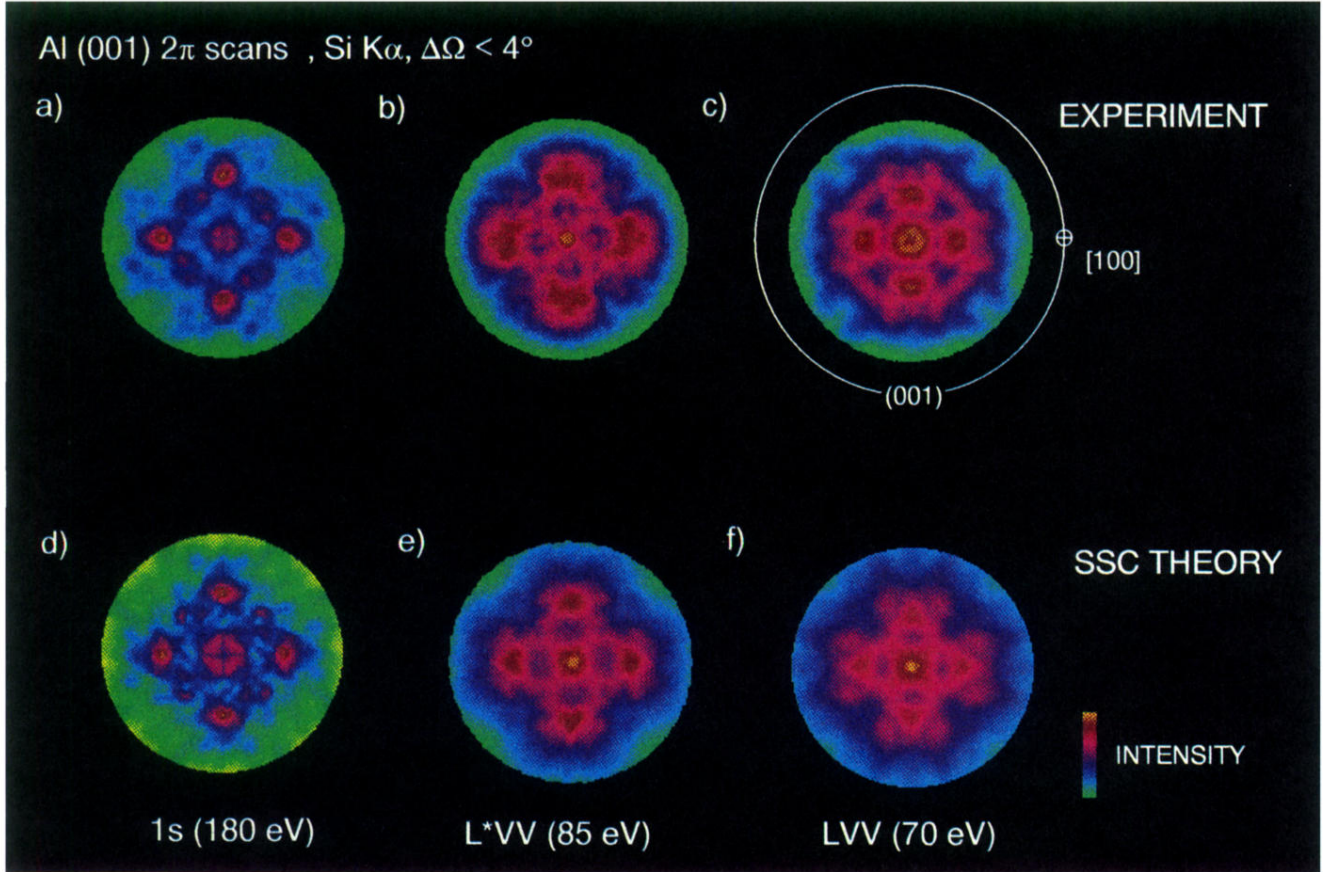 Al (001) 2π scans , Si Kα, ΔΩ < 4°
a)
b)
c)
EXPERIMENT
[100]
(001)
d)
e)
f)
SSC THEORY
INTENSITY
1s (180 eV)
L*VV (85 eV)
LVV (70 eV)